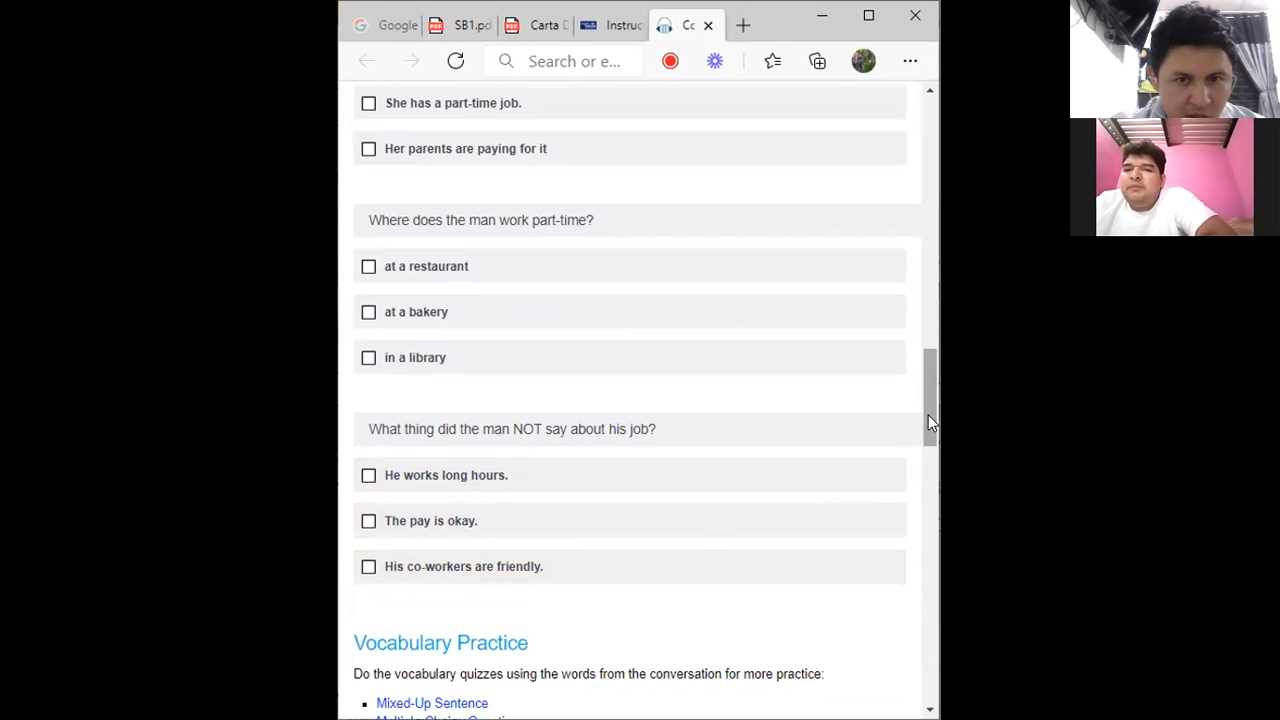 Google
SB1.pd
Carta D
Instruc
Co
Search or e...
She has a part-time job.
Her parents are paying for it
Where does the man work part-time?
at a restaurant
at a bakery
in a library
What thing did the man NOT say about his job?
He works long hours.
The pay is okay.
His co-workers are friendly.
Vocabulary Practice
Do the vocabulary quizzes using the words from the conversation for more practice:
Mixed-Up Sentence